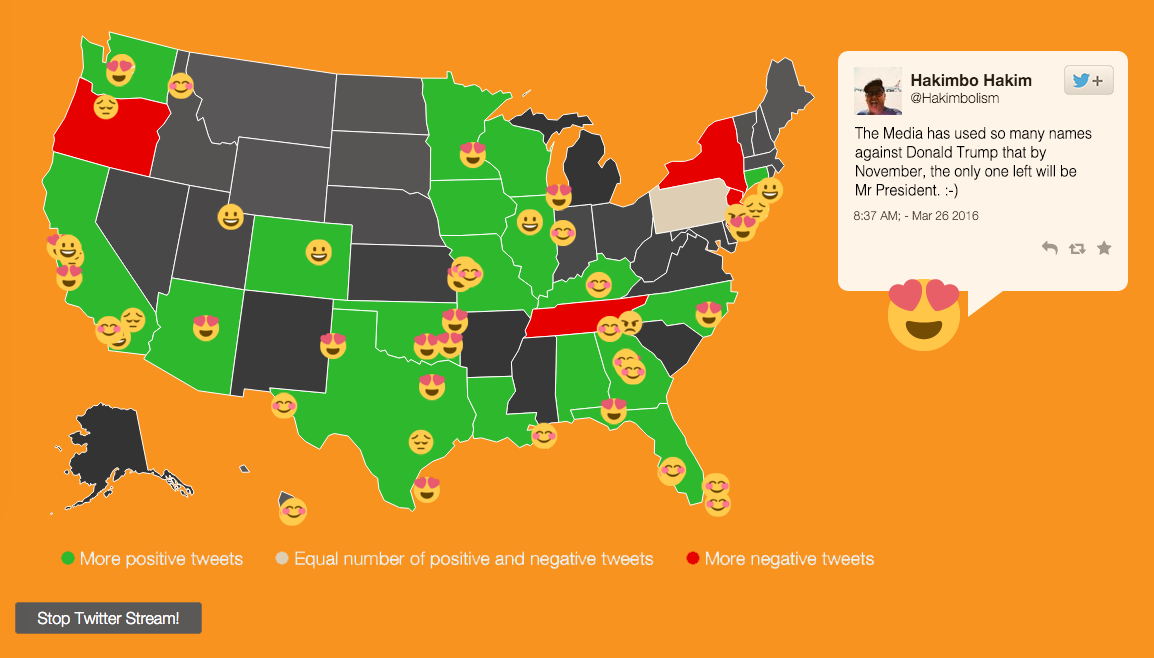 Hakimbo Hakim
@Hakimbolism
+
The Media has used so many names
against Donald Trump that by
November, the only one left will be
Mr President. :-)
8:37 AM; - Mar 26 2016
More positive tweets
Equal number of positive and negative tweets
More negative tweets
Stop Twitter Stream!